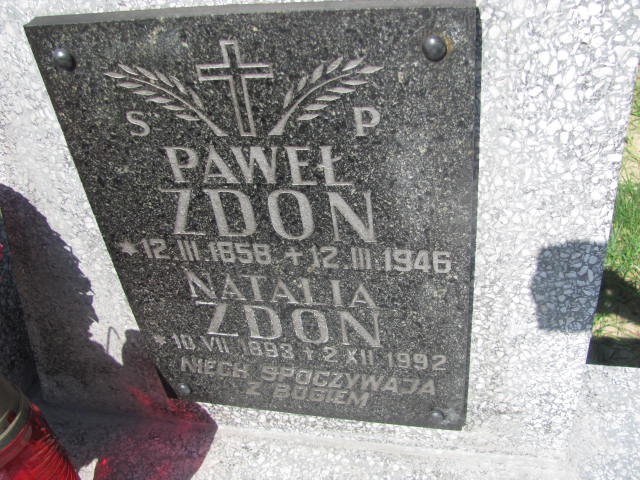 S P
PAWEŁ
ZDON
* 12.III.1858 + 12.III 1946
NATALIA
ZDON
* 10.VII 1893 + 2 XII 1992
NIECH SPOCZYWAJĄ
Z BOGIEM